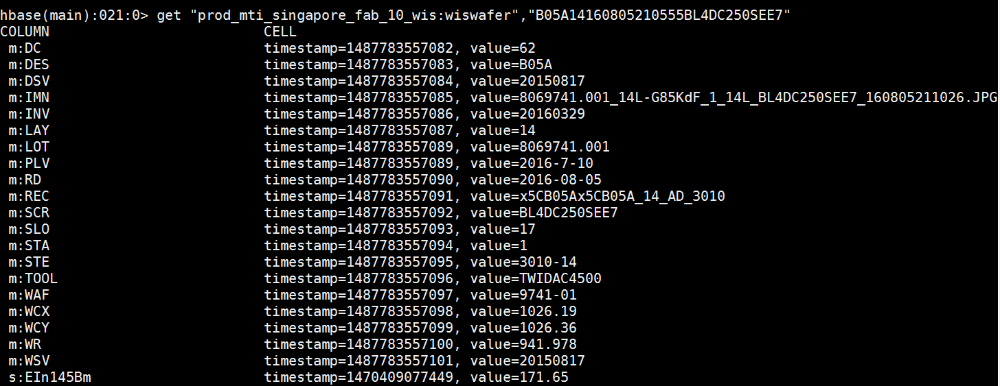 hbase(main):021:0> get "prod_mti_singapore_fab_10_wis:wiswafer","B05A14160805210555BL4DC250SEE7"
COLUMN CELL
m:DC timestamp=1487783557082, value=62
m:DES timestamp=1487783557083, value=B05A
m:DSV timestamp=1487783557084, value=20150817
m:IMN timestamp=1487783557085, value=8069741.001_14L-G85KdF_1_14L_BL4DC250SEE7_160805211026.JPG
m:INV timestamp=1487783557086, value=20160329
m:LAY timestamp=1487783557087, value=14
m:LOT timestamp=1487783557089, value=8069741.001
m:PLV timestamp=1487783557089, value=2016-7-10
m:RD timestamp=1487783557090, value=2016-08-05
m:REC timestamp=1487783557091, value=x5CB05Ax5CB05A_14_AD_3010
m:SCR timestamp=1487783557092, value=BL4DC250SEE7
m:SLO timestamp=1487783557093, value=17
m:STA timestamp=1487783557094, value=1
m:STE timestamp=1487783557095, value=3010-14
m:TOOL timestamp=1487783557096, value=TWIDAC4500
m:WAF timestamp=1487783557097, value=9741-01
m:WCX timestamp=1487783557098, value=1026.19
m:WCY timestamp=1487783557099, value=1026.36
m:WR timestamp=1487783557100, value=941.978
m:WSV timestamp=1487783557101, value=20150817
s:EIn145Bm timestamp=1470409077449, value=171.65